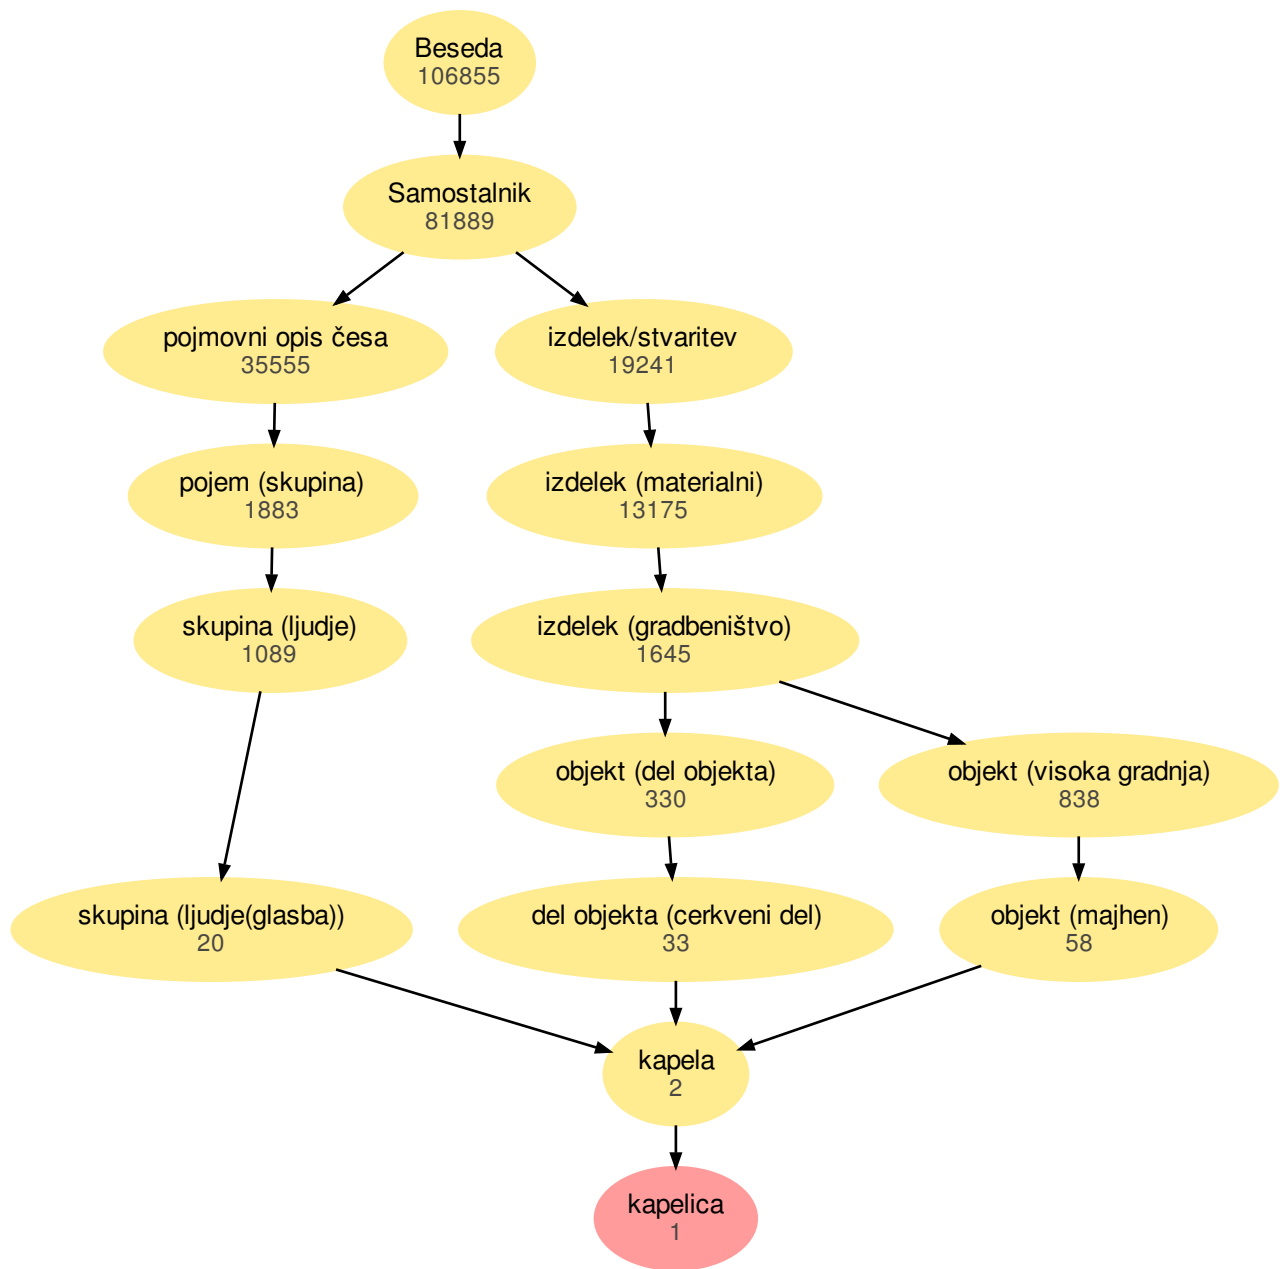 Beseda
106855
Samostalnik
81889
pojmovni opis česa
35555
izdelek/stvaritev
19241
pojem (skupina)
1883
izdelek (materialni)
13175
skupina (ljudje)
1089
izdelek (gradbeništvo)
1645
objekt (del objekta)
330
objekt (visoka gradnja)
838
skupina (ljudje(glasba))
20
del objekta (cerkveni del)
33
objekt (majhen)
58
kapela
2
kapelica
1